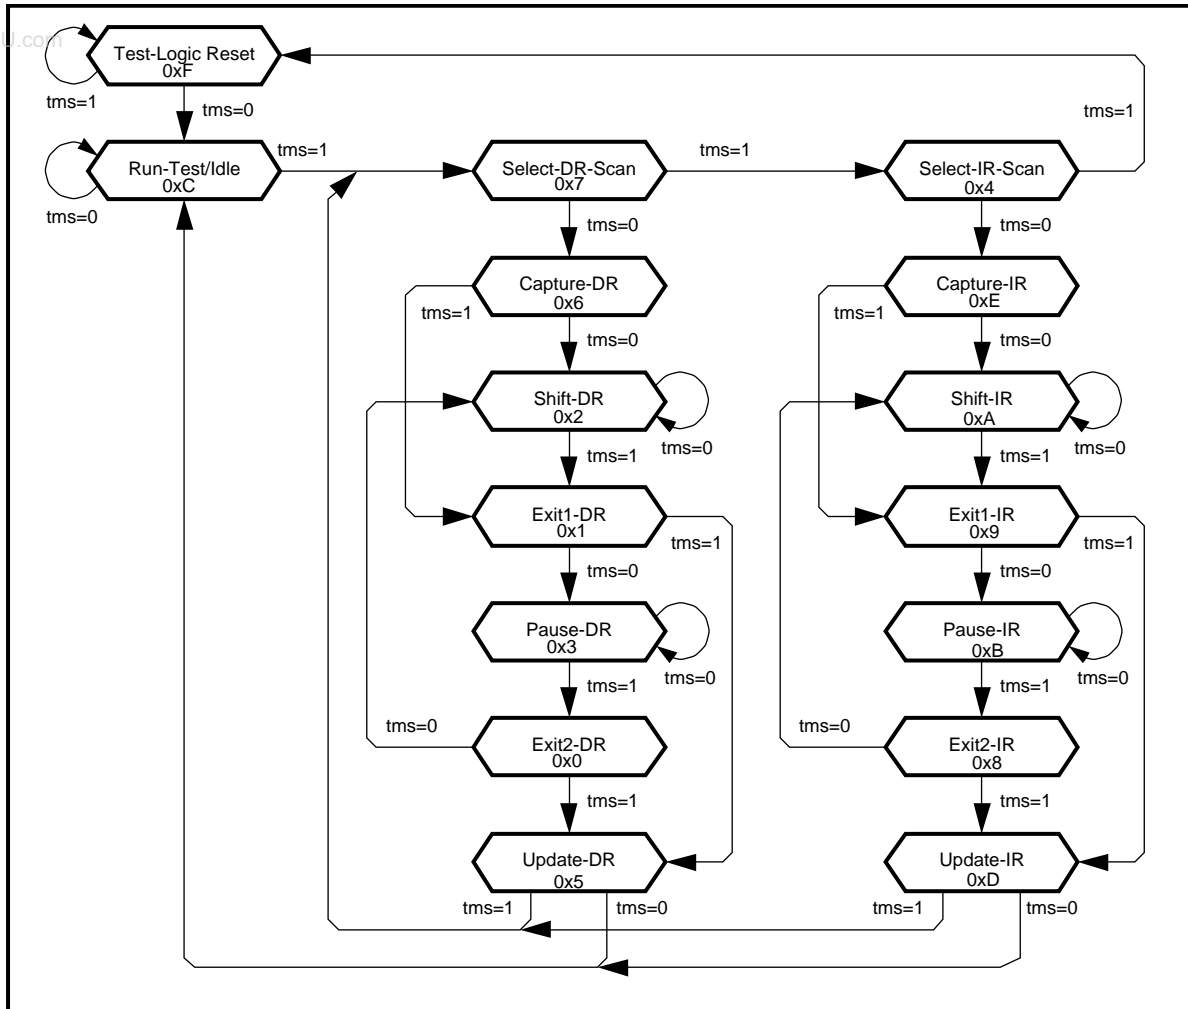 U.com
Test-Logic Reset
0xF
tms=1
tms=0
tms=1
Run-Test/Idle
0xC
tms=1
tms=0
Select-DR-Scan
0x7
tms=1
Select-IR-Scan
0x4
tms=0
tms=0
Capture-DR
0x6
tms=1
tms=0
Capture-IR
0xE
tms=1
tms=0
Shift-DR
0x2
tms=0
tms=1
Shift-IR
0xA
tms=0
tms=1
Exit1-DR
0x1
tms=1
tms=0
Exit1-IR
0x9
tms=1
tms=0
Pause-DR
0x3
tms=0
tms=1
Pause-IR
0xB
tms=0
tms=1
tms=0
Exit2-DR
0x0
tms=1
tms=0
Exit2-IR
0x8
tms=1
Update-DR
0x5
tms=1
tms=0
Update-IR
0xD
tms=1
tms=0